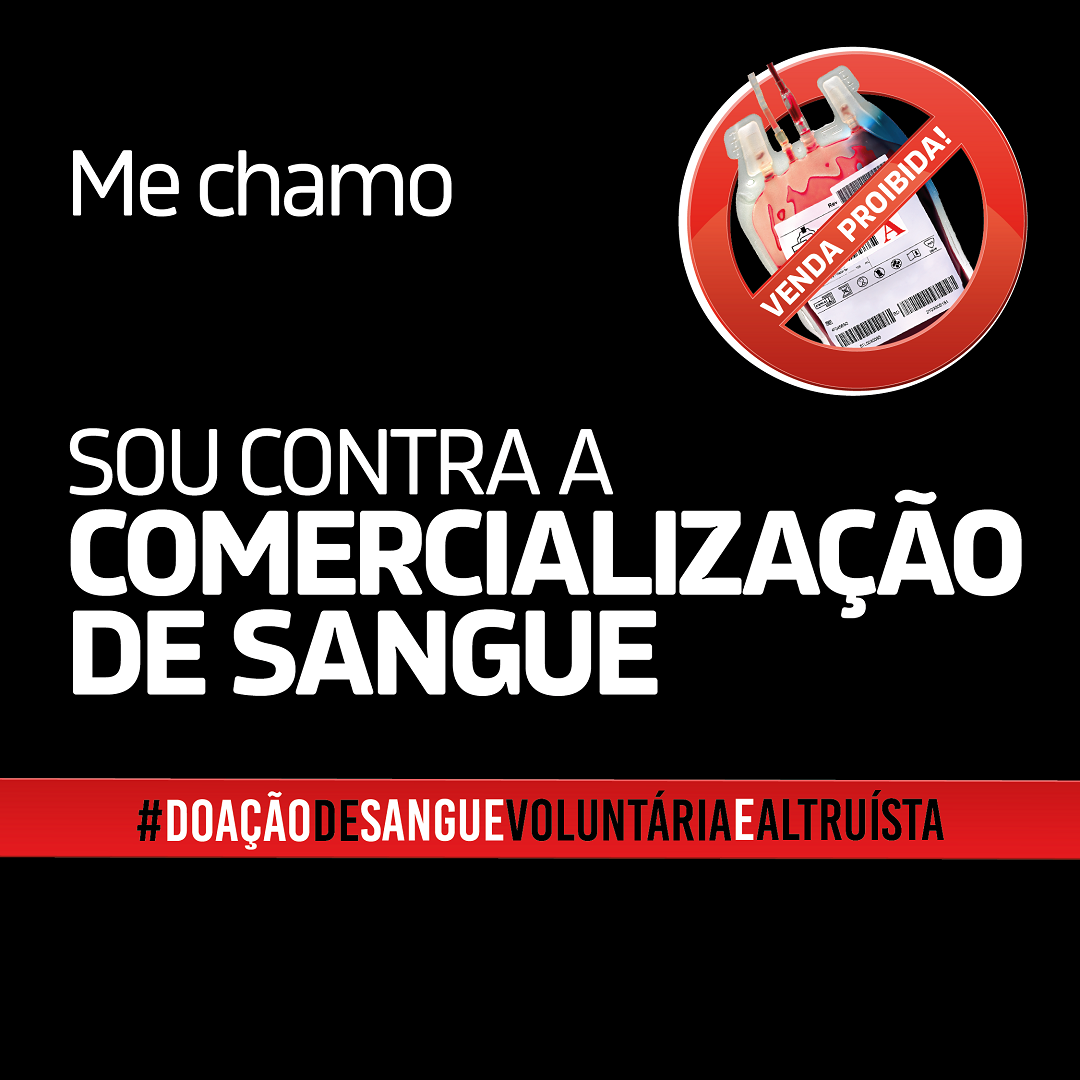 Me chamo
VENDA PROIBIDA!
A
SOU CONTRA A
COMERCIALIZAÇÃO
DE SANGUE
#DOAÇÃODESANGUEVOLUNTÁRIAEALTRUÍSTA